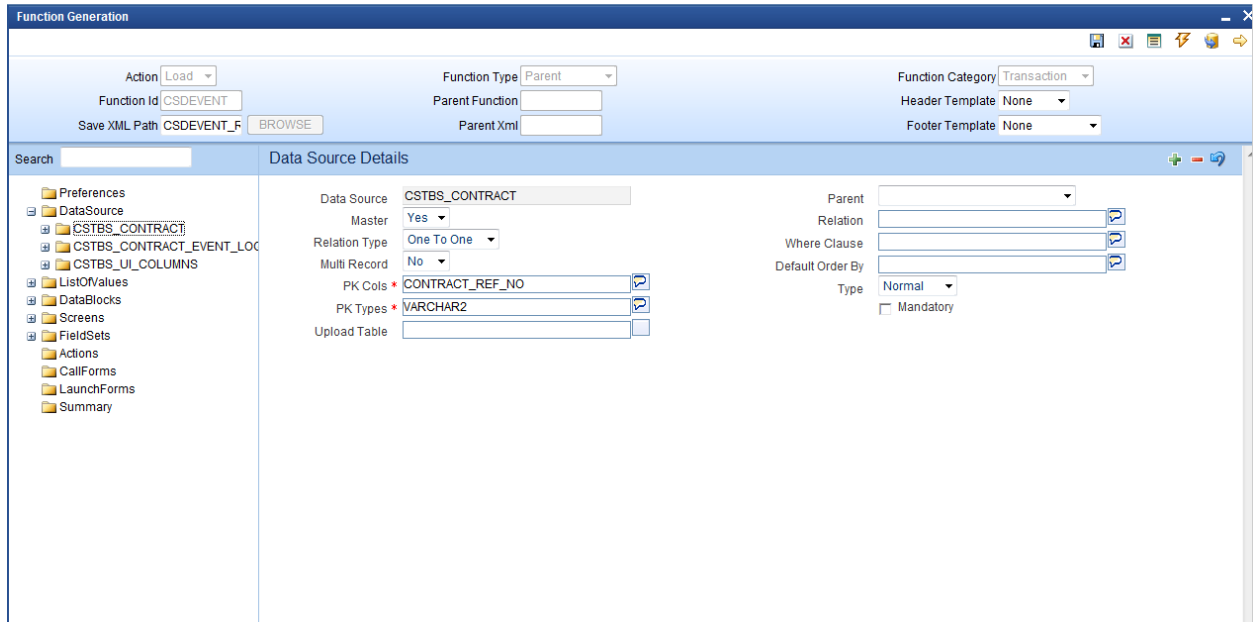 Function Generation
Action Load Function Type Parent Function Category Transaction
Function Id CSDEVENT Parent Function Header Template None
Save XML Path CSDEVENT_R BROWSE Parent Xml Footer Template None
Search Data Source Details
Preferences
DataSource
CSTBS_CONTRACT
CSTBS_CONTRACT_EVENT_LOG
CSTBS_UI_COLUMNS
ListOfValues
DataBlocks
Screens
FieldSets
Actions
CallForms
LaunchForms
Summary
Data Source CSTBS_CONTRACT
Master Yes
Relation Type One To One
Multi Record No
PK Cols * CONTRACT_REF_NO
PK Types * VARCHAR2
Upload Table
Parent
Relation
Where Clause
Default Order By
Type Normal
Mandatory